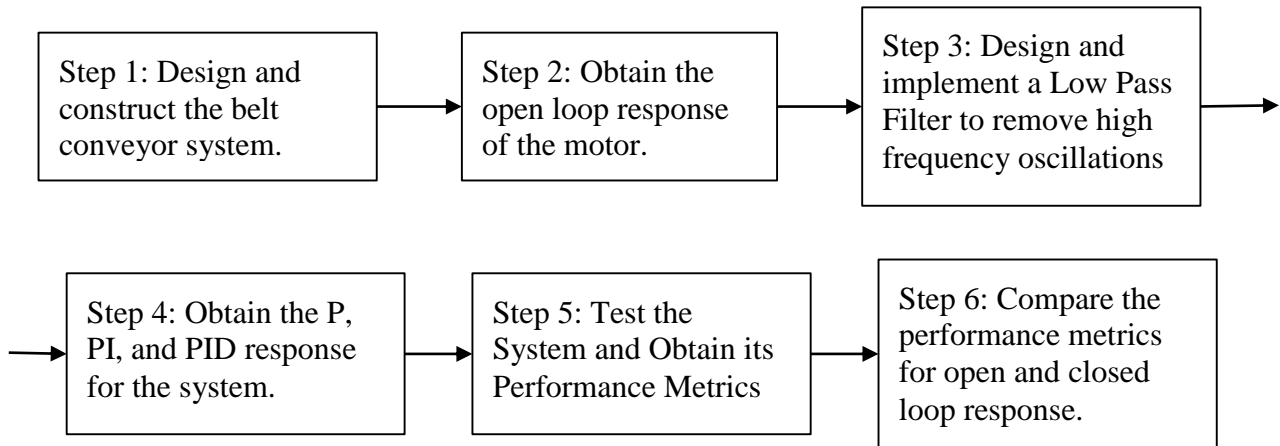 Step 1: Design and
construct the belt
conveyor system.
Step 2: Obtain the
open loop response
of the motor.
Step 3: Design and
implement a Low Pass
Filter to remove high
frequency oscillations
Step 4: Obtain the P,
PI, and PID response
for the system.
Step 5: Test the
System and Obtain its
Performance Metrics
Step 6: Compare the
performance metrics
for open and closed
loop response.